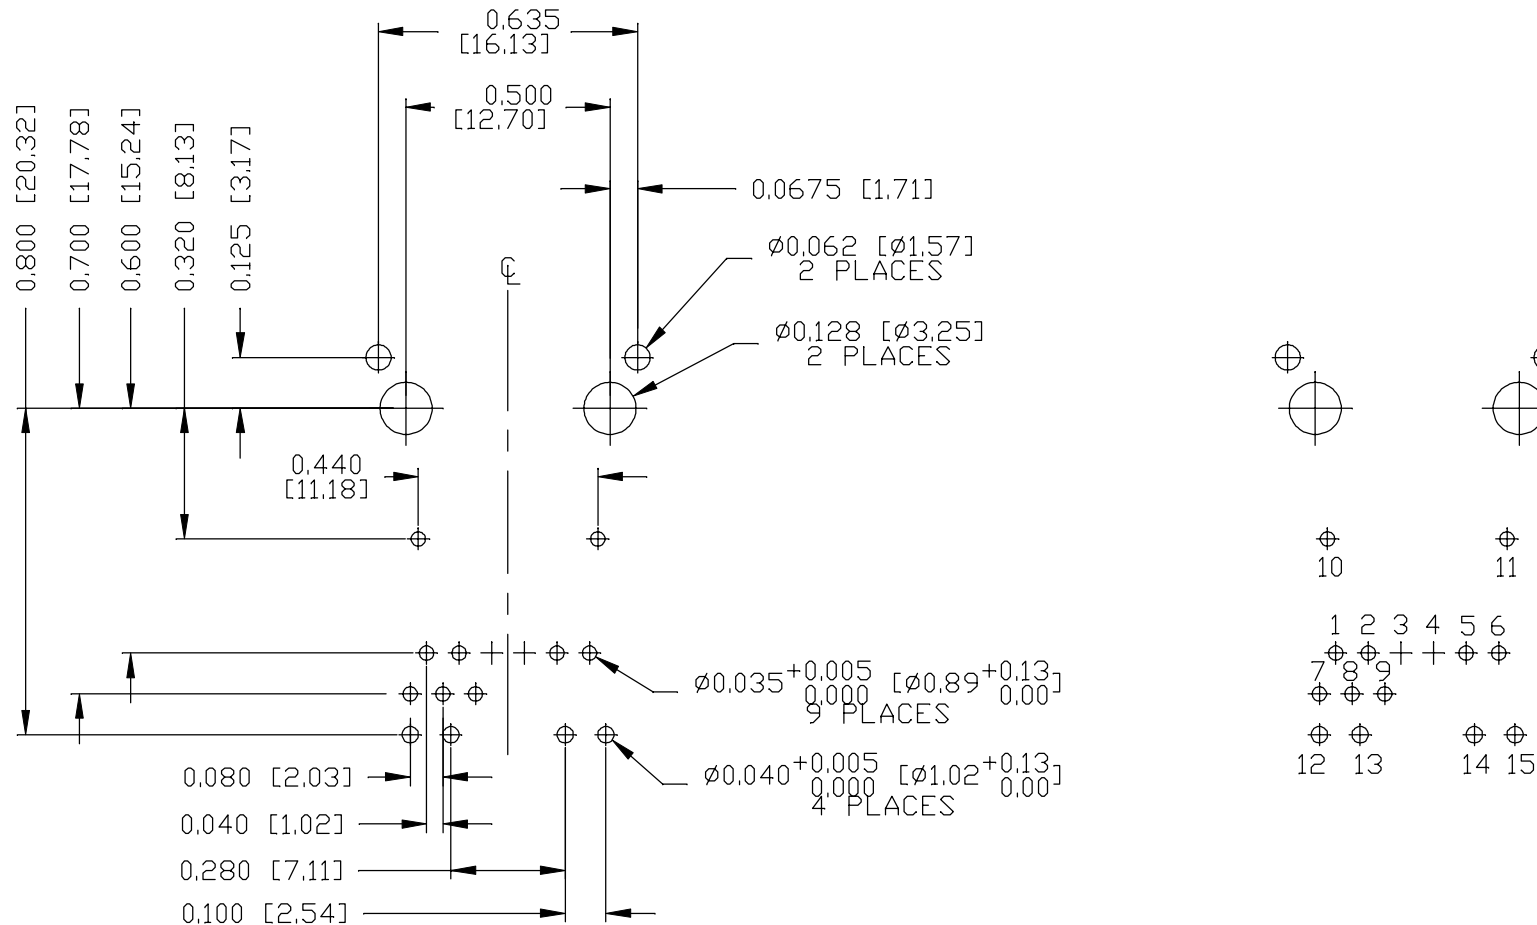 0.635
[16.13]
0.500
[12.70]
0.800 [20.32]
0.700 [17.78]
0.600 [15.24]
0.320 [8.13]
0.125 [3.17]
0.0675 [1.71]
Ø0.062 [Ø1.57]
2 PLACES
℄
Ø0.128 [Ø3.25]
2 PLACES
0.440
[11.18]
Ø0.035 +0.005 0.000 [Ø0.89 +0.13 0.00]
9 PLACES
Ø0.040 +0.005 0.000 [Ø1.02 +0.13 0.00]
4 PLACES
0.080 [2.03]
0.040 [1.02]
0.280 [7.11]
0.100 [2.54]
10 11
1 2 3 4 5 6
7 8 9
12 13 14 15